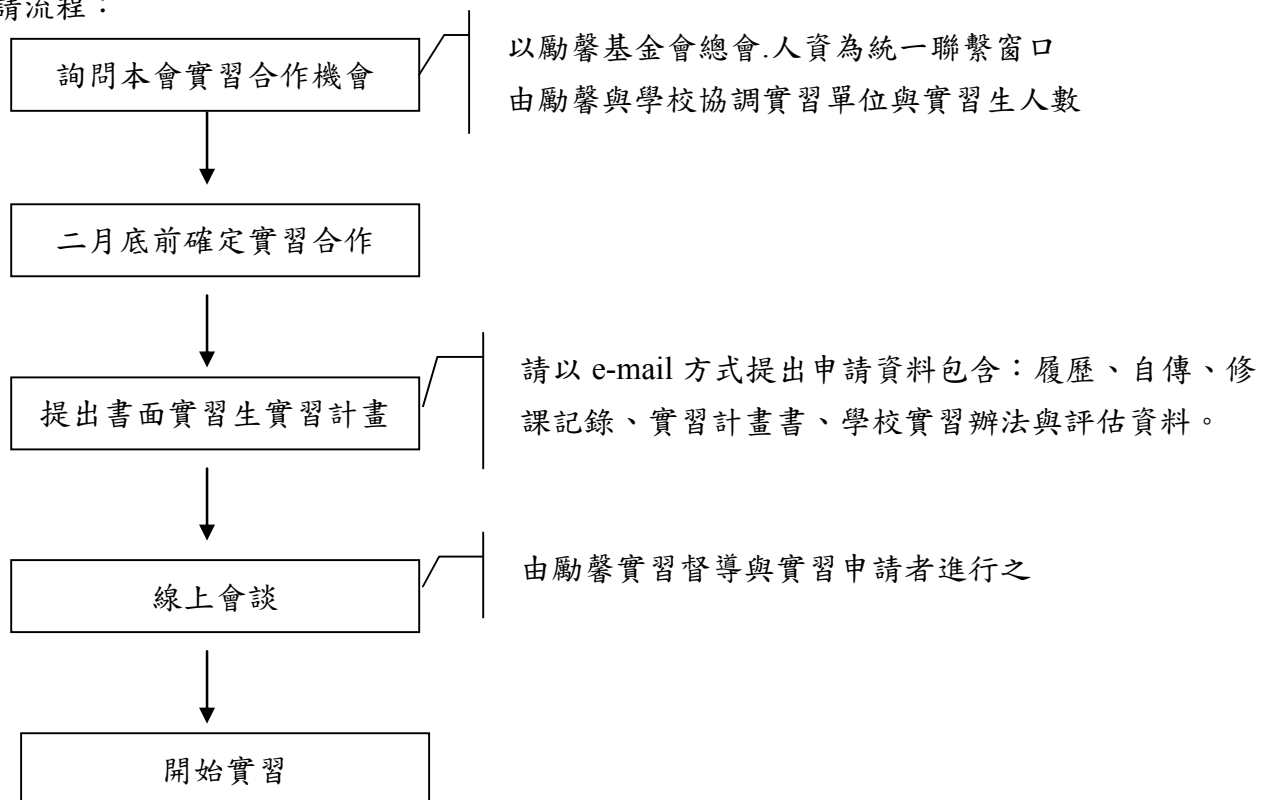 請流程：
詢問本會實習合作機會
以勵馨基金會總會.人資為統一聯繫窗口
由勵馨與學校協調實習單位與實習生人數
二月底前確定實習合作
提出書面實習生實習計畫
請以 e-mail 方式提出申請資料包含：履歷、自傳、修
課記錄、實習計畫書、學校實習辦法與評估資料。
線上會談
由勵馨實習督導與實習申請者進行之
開始實習